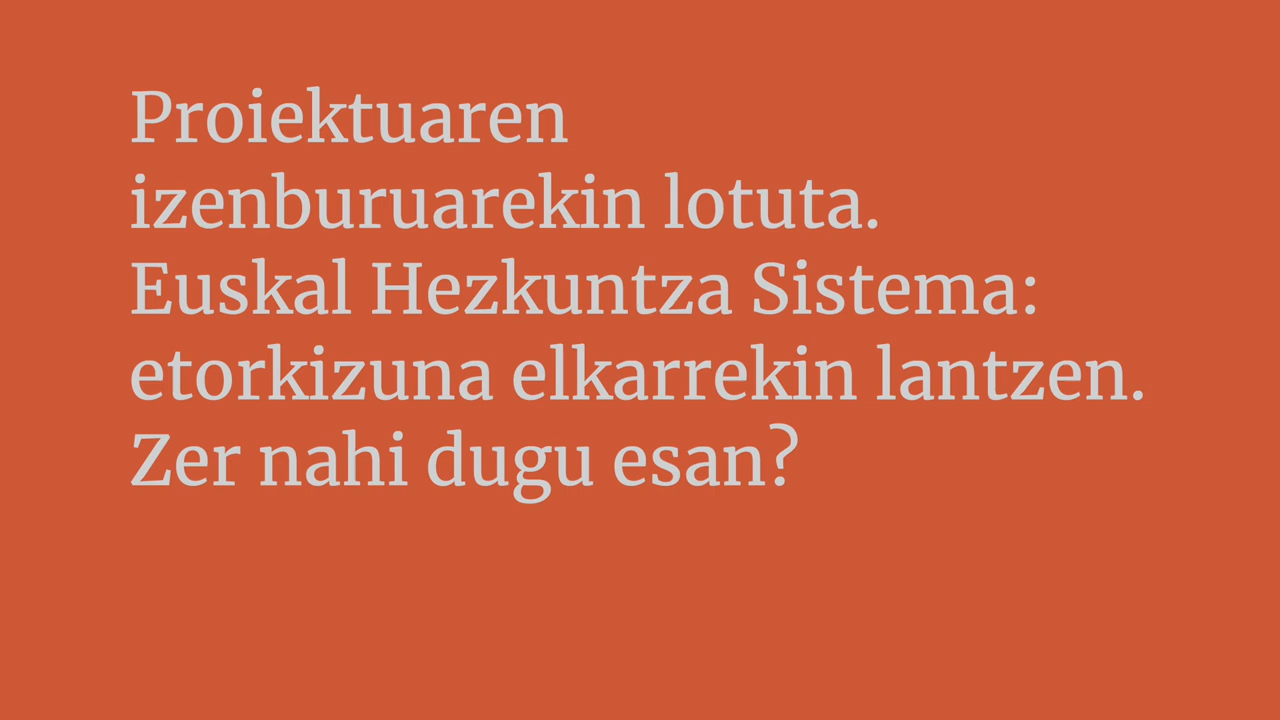 Proiektuaren
izenburuarekin lotuta.
Euskal Hezkuntza Sistema:
etorkizuna elkarrekin lantzen.
Zer nahi dugu esan?